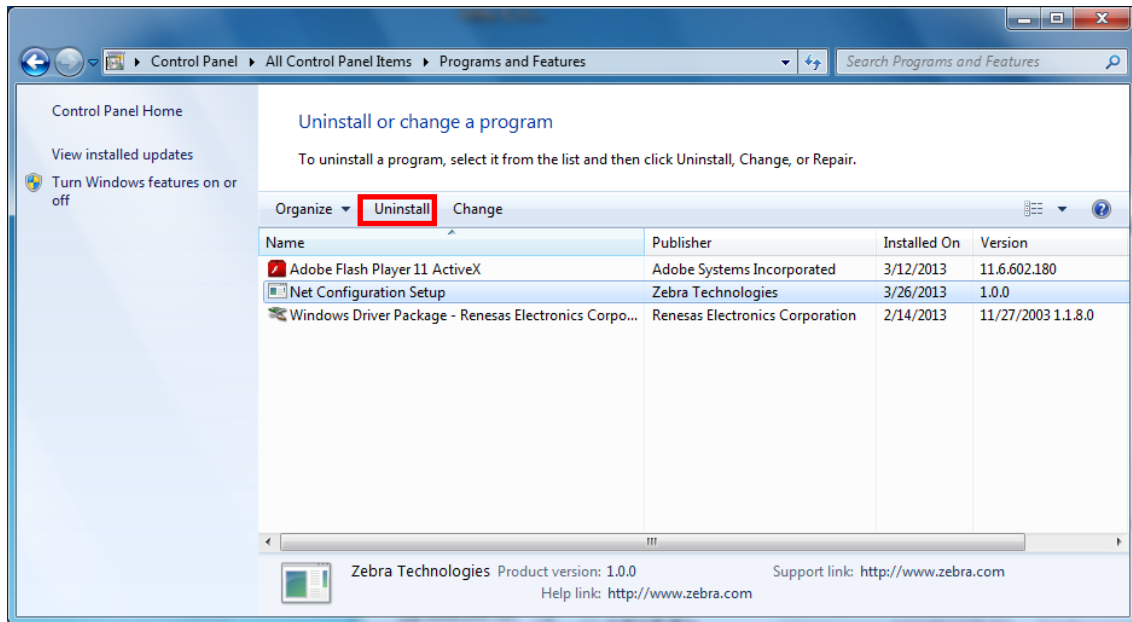 Control Panel ▸ All Control Panel Items ▸ Programs and Features
Search Programs and Features
Control Panel Home
View installed updates
Turn Windows features on or
off
Uninstall or change a program
To uninstall a program, select it from the list and then click Uninstall, Change, or Repair.
Organize Uninstall Change
Name Publisher Installed On Version
Adobe Flash Player 11 ActiveX Adobe Systems Incorporated 3/12/2013 11.6.602.180
Net Configuration Setup Zebra Technologies 3/26/2013 1.0.0
Windows Driver Package - Renesas Electronics Corpo... Renesas Electronics Corporation 2/14/2013 11/27/2003 1.1.8.0
Zebra Technologies Product version: 1.0.0 Support link: http://www.zebra.com
Help link: http://www.zebra.com